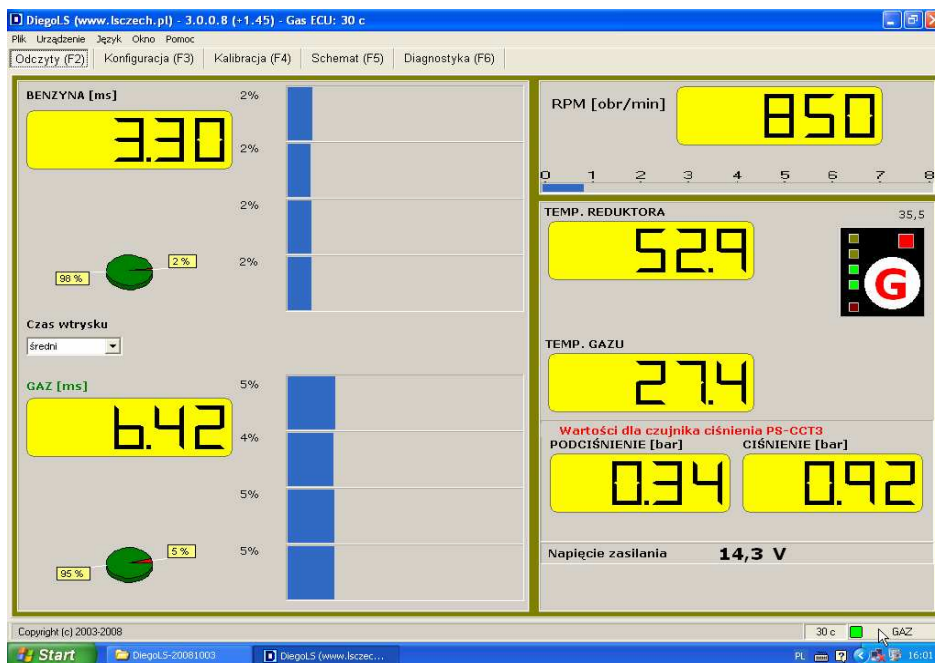 DiegoLS (www.lsczech.pl) - 3.0.0.8 (+1.45) - Gas ECU: 30 c
Plik Urządzenie Język Okno Pomoc
Odczyty (F2) Konfiguracja (F3) Kalibracja (F4) Schemat (F5) Diagnostyka (F6)
BENZYNA [ms]
3.30
2%
2%
2%
2%
98 %
2 %
Czas wtrysku
średni
GAZ [ms]
6.42
5%
4%
5%
5%
95 %
5 %
RPM [obr/min]
850
0 1 2 3 4 5 6 7 8
TEMP. REDUKTORA
52.9
35,5
G
TEMP. GAZU
27.4
Wartości dla czujnika ciśnienia PS-CCT3
PODCIŚNIENIE [bar] CIŚNIENIE [bar]
0.34 0.92
Napięcie zasilania 14,3 V
Copyright (c) 2003-2008
30 c GAZ
Start DiegoLS-20081003 DiegoLS (www.lsczec... PL 16:01